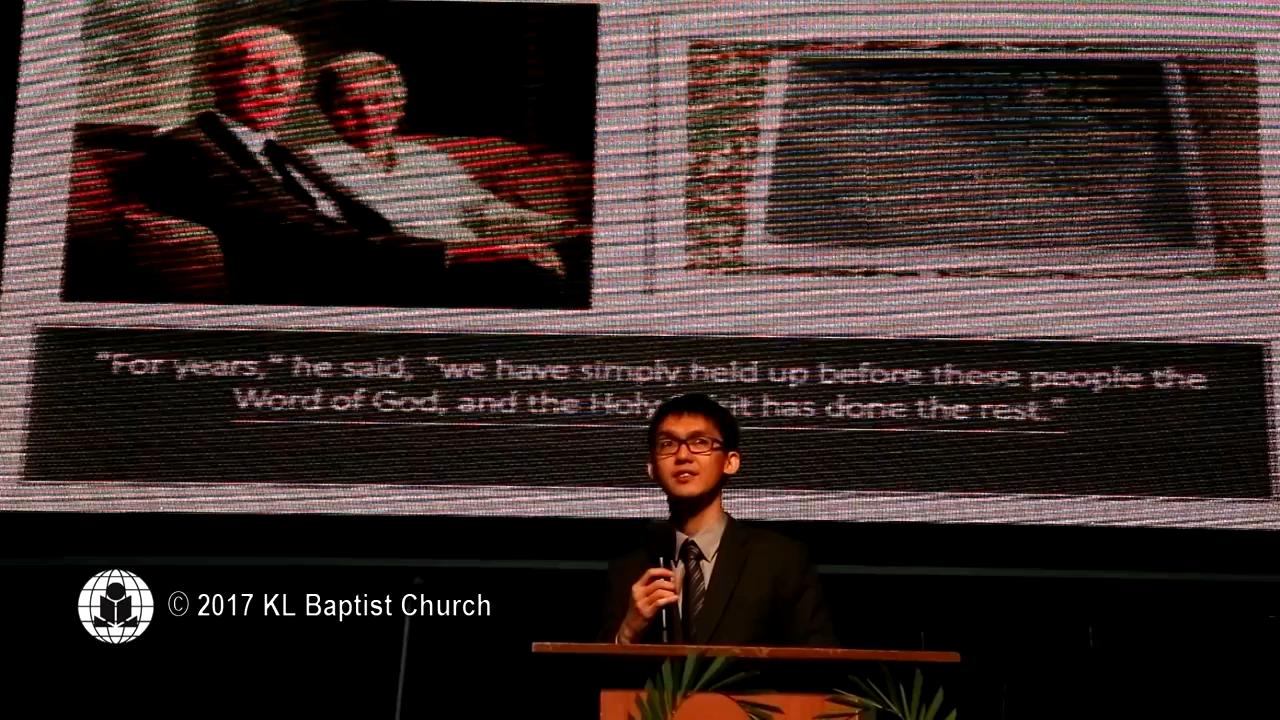 "For years," he said, "we have simply held up before these people the
Word of God, and the Holy it has done the rest."
© 2017 KL Baptist Church